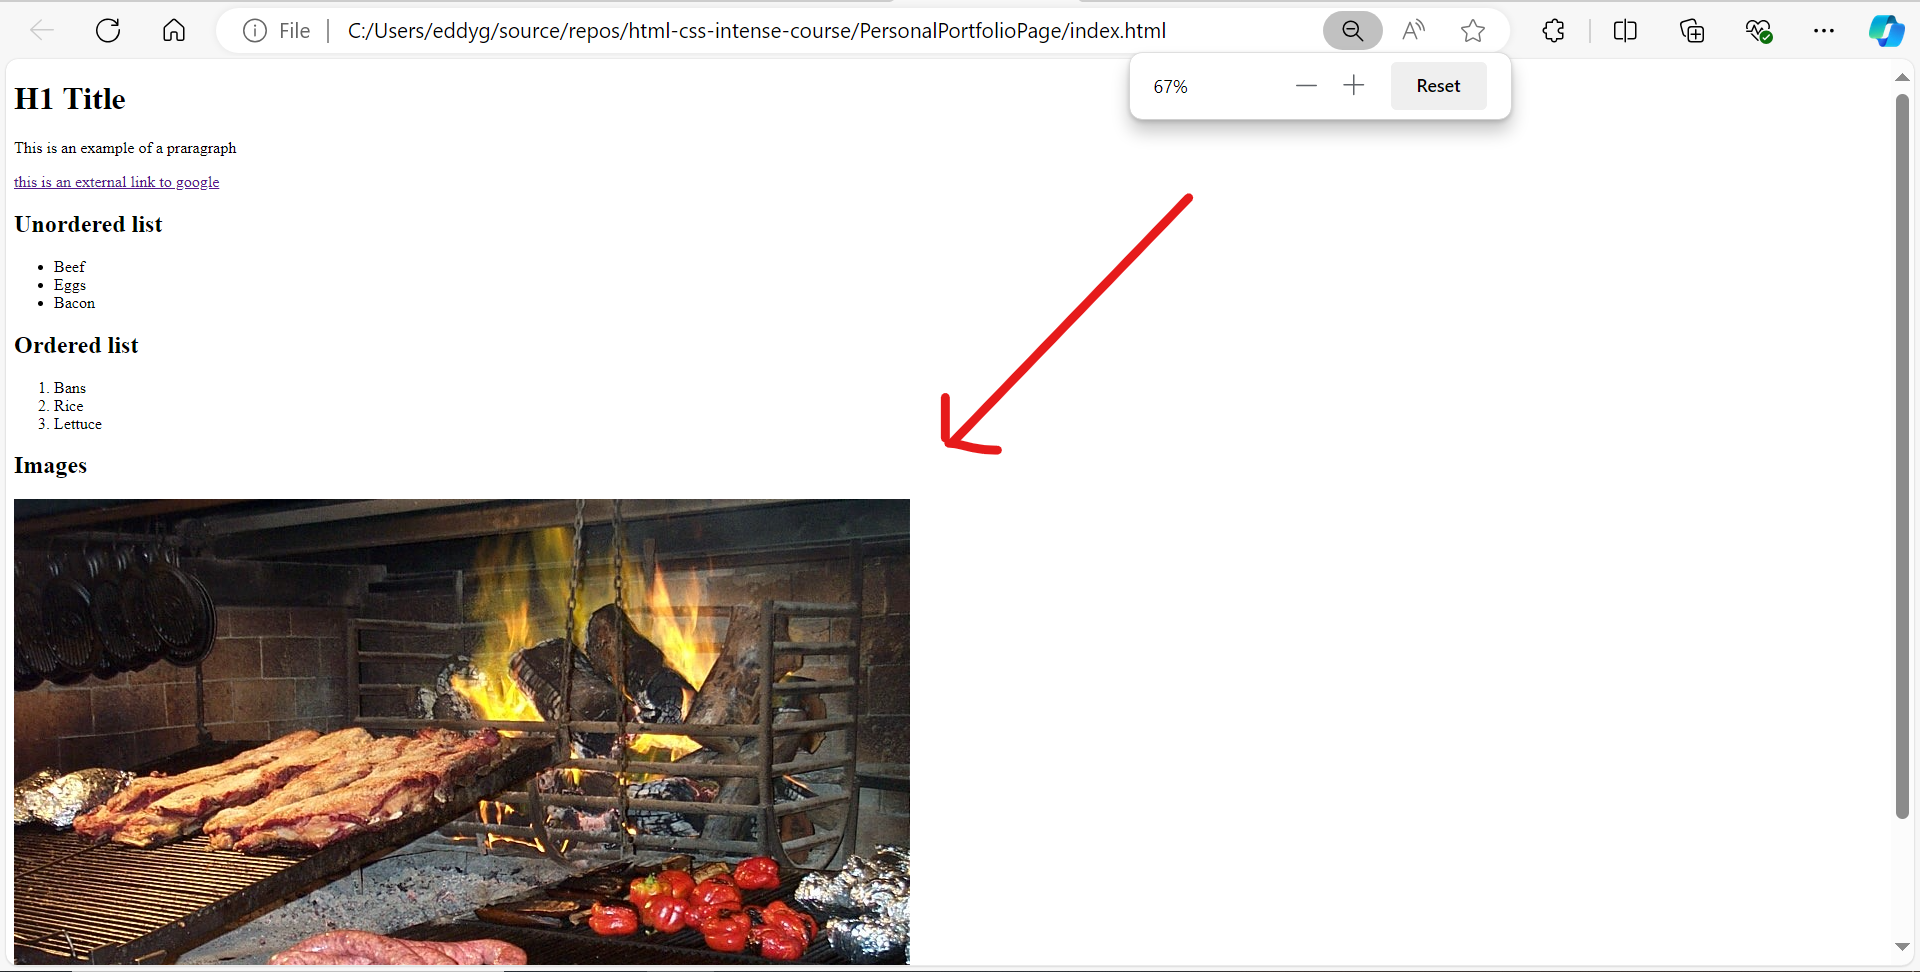 File
C:/Users/eddyg/source/repos/html-css-intense-course/PersonalPortfolioPage/index.html
67%
Reset
H1 Title
This is an example of a praragraph
this is an external link to google
Unordered list
• Beef
• Eggs
• Bacon
Ordered list
1. Bans
2. Rice
3. Lettuce
Images